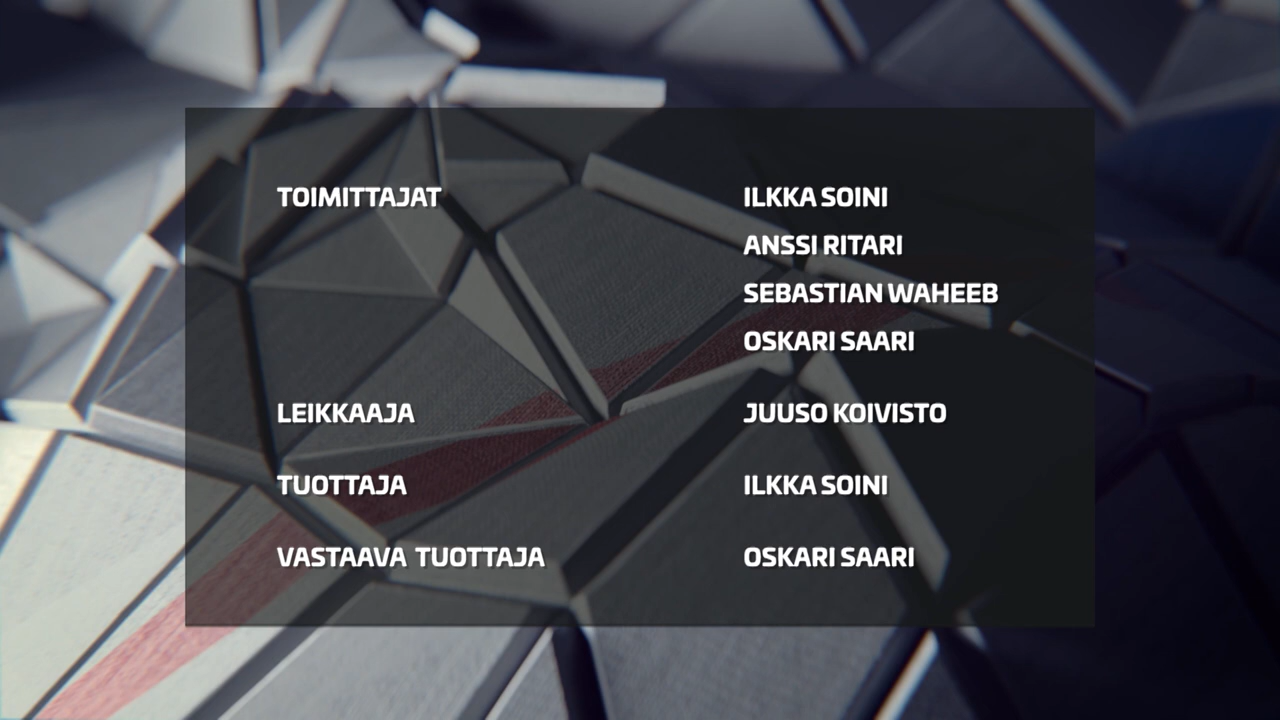 TOIMITTAJAT ILKKA SOINI
ANSSI RITARI
SEBASTIAN WAHEEB
OSKARI SAARI
LEIKKAAJA JUUSO KOIVISTO
TUOTTAJA ILKKA SOINI
VASTAAVA TUOTTAJA OSKARI SAARI